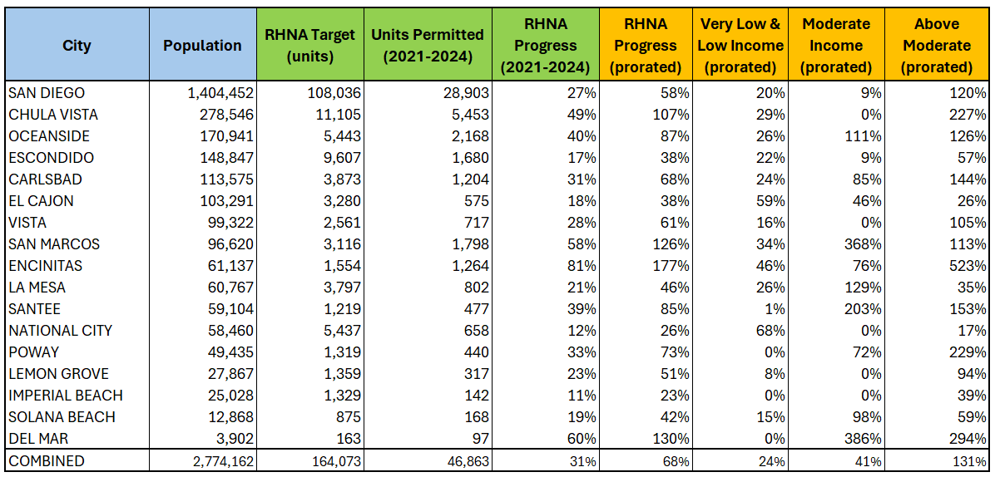 City Population RHNA Target (units) Units Permitted (2021-2024) RHNA Progress (2021-2024) RHNA Progress (prorated) Very Low & Low Income (prorated) Moderate Income (prorated) Above Moderate (prorated)
SAN DIEGO 1,404,452 108,036 28,903 27% 58% 20% 9% 120%
CHULA VISTA 278,546 11,105 5,453 49% 107% 29% 0% 227%
OCEANSIDE 170,941 5,443 2,168 40% 87% 26% 111% 126%
ESCONDIDO 148,847 9,607 1,680 17% 38% 22% 9% 57%
CARLSBAD 113,575 3,873 1,204 31% 68% 24% 85% 144%
EL CAJON 103,291 3,280 575 18% 38% 59% 46% 26%
VISTA 99,322 2,561 717 28% 61% 16% 0% 105%
SAN MARCOS 96,620 3,116 1,798 58% 126% 34% 368% 113%
ENCINITAS 61,137 1,554 1,264 81% 177% 46% 76% 523%
LA MESA 60,767 3,797 802 21% 46% 26% 129% 35%
SANTEE 59,104 1,219 477 39% 85% 1% 203% 153%
NATIONAL CITY 58,460 5,437 658 12% 26% 68% 0% 17%
POWAY 49,435 1,319 440 33% 73% 0% 72% 229%
LEMON GROVE 27,867 1,359 317 23% 51% 8% 0% 94%
IMPERIAL BEACH 25,028 1,329 142 11% 23% 0% 0% 39%
SOLANA BEACH 12,868 875 168 19% 42% 15% 98% 59%
DEL MAR 3,902 163 97 60% 130% 0% 386% 294%
COMBINED 2,774,162 164,073 46,863 31% 68% 24% 41% 131%